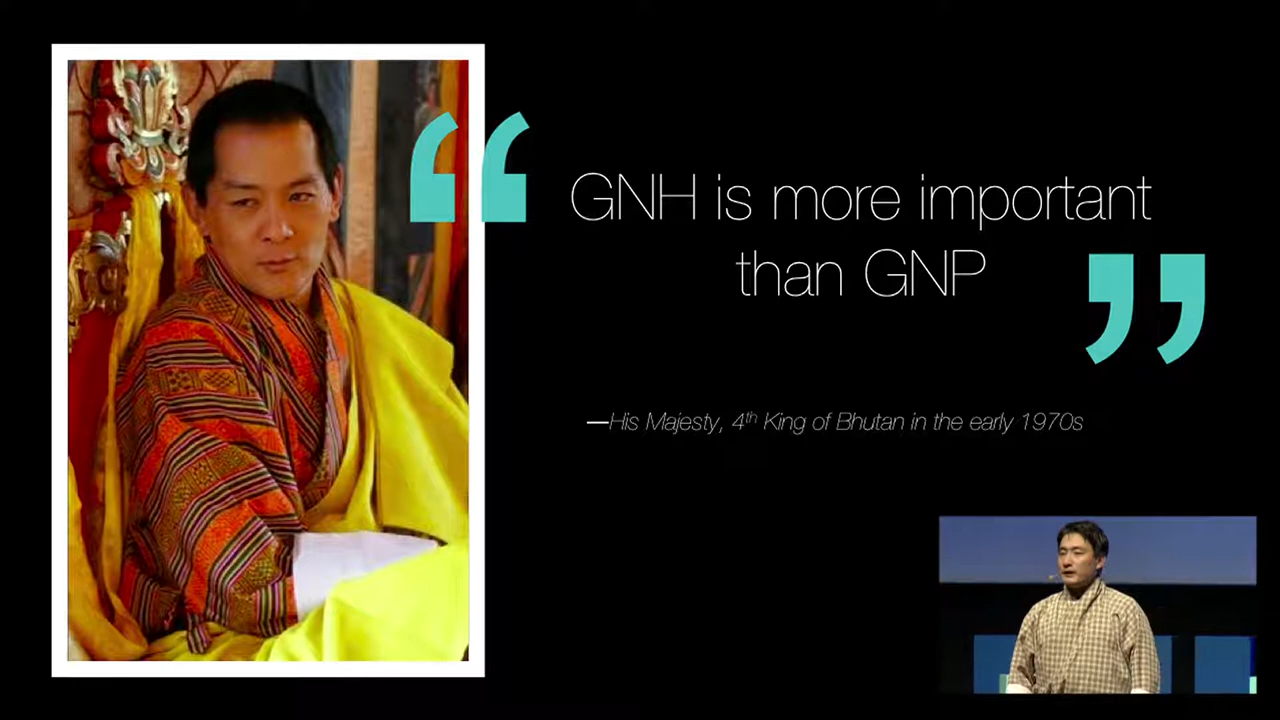 “GNH is more important
than GNP”
—His Majesty, 4th King of Bhutan in the early 1970s